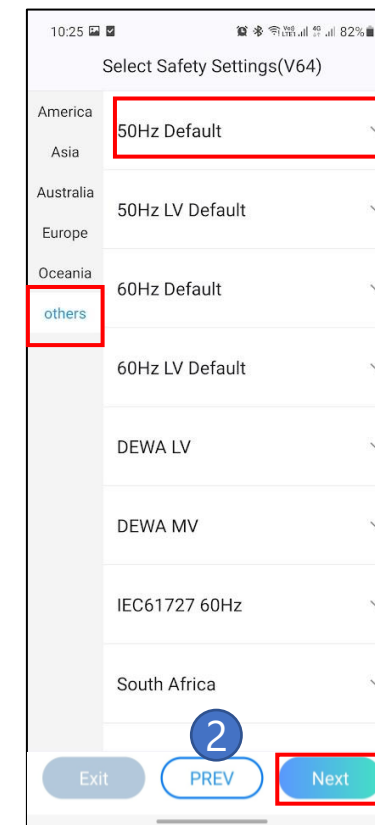 10:25 82%
Select Safety Settings(V64)
America
Asia
Australia
Europe
Oceania
others
50Hz Default
50Hz LV Default
60Hz Default
60Hz LV Default
DEWA LV
DEWA MV
IEC61727 60Hz
South Africa
2
Exit PREV Next